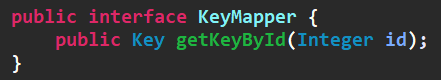 public interface KeyMapper {
    public Key getKeyById(Integer id);
}